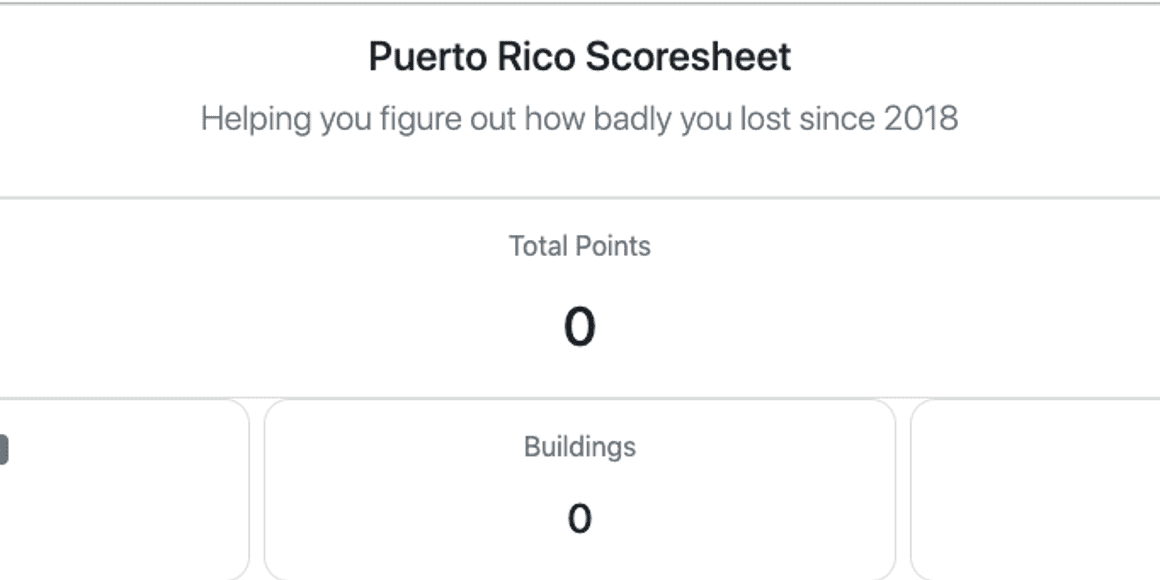 Puerto Rico Scoresheet
Helping you figure out how badly you lost since 2018
Total Points
0
Buildings
0